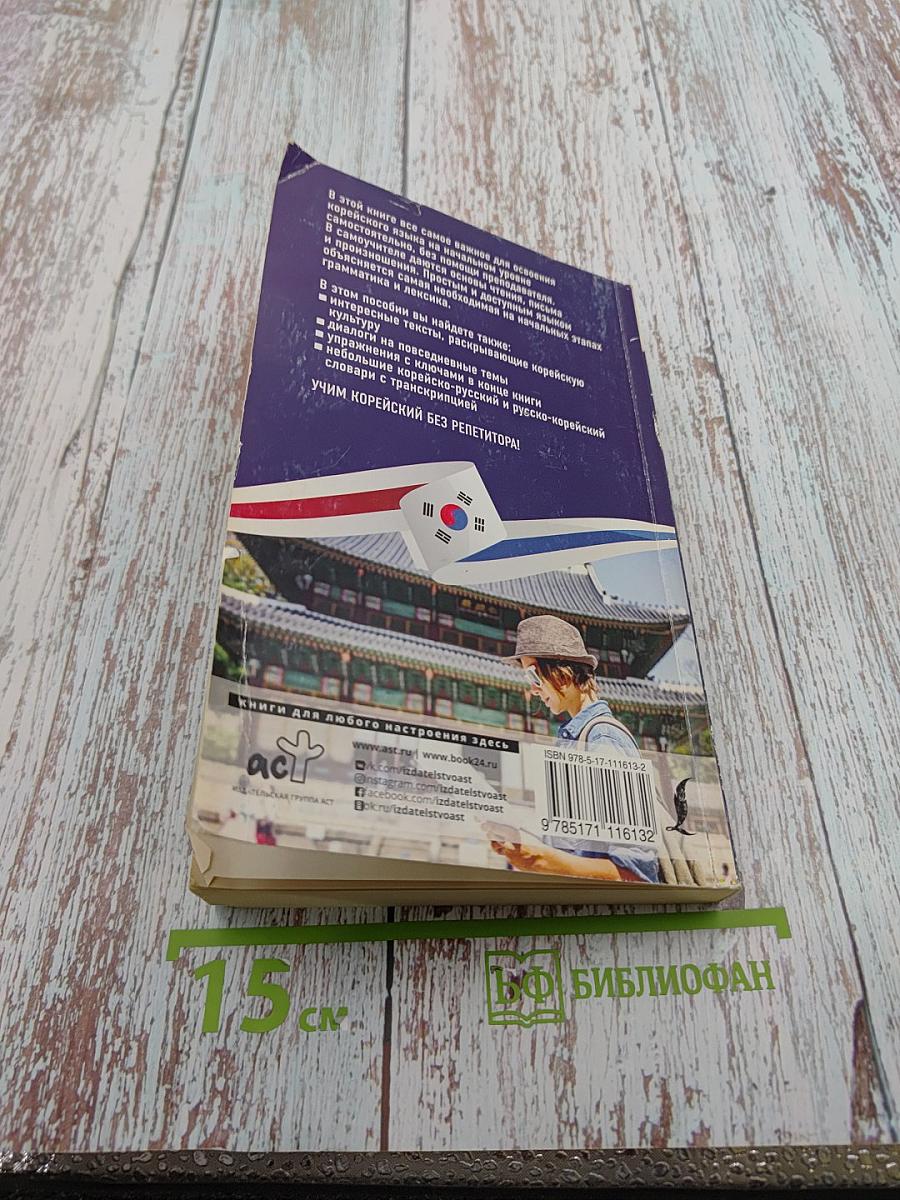 В этой книге все самое важное для освоения
корейского языка на начальном уровне
самостоятельно, без помощи преподавателя.
В самоучителе даются основы чтения, письма
и произношения. Простым и доступным языком
объясняется самая необходимая на начальных этапах
грамматика и лексика.
В этом пособии вы найдете также:
интересные тексты, раскрывающие корейскую
культуру
диалоги на повседневные темы
упражнения с ключами в конце книги
небольшие корейско-русский и русско-корейский
словари с транскрипцией
УЧИМ КОРЕЙСКИЙ БЕЗ РЕПЕТИТОРА!
книги для любого настроения здесь
аст
ИЗДАТЕЛЬСКАЯ ГРУППА АСТ
www.ast.ru | www.book24.ru
vk.com/izdatelstvoast
instagram.com/izdatelstvoast
facebook.com/izdatelstvoast
ok.ru/izdatelstvoast
ISBN 978-5-17-111613-2
9 785171 116132
15 см
БФ БИБЛИОФАН